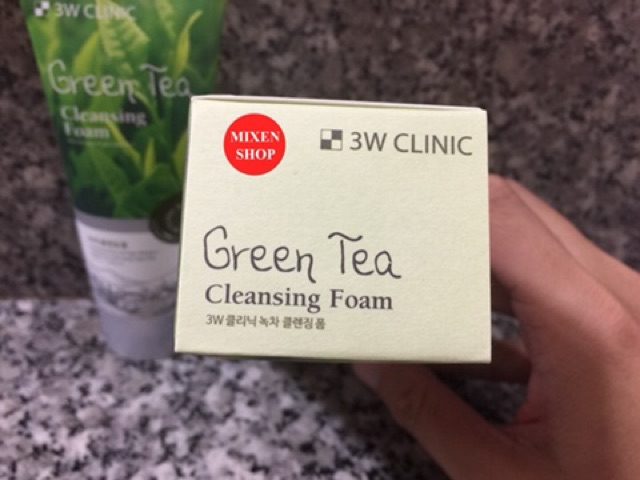 3W CLINIC
Green Tea
Cleansing
Foam
MIXEN
SHOP
3W CLINIC
Green Tea
Cleansing Foam
3W 클리닉 녹차 클렌징 폼